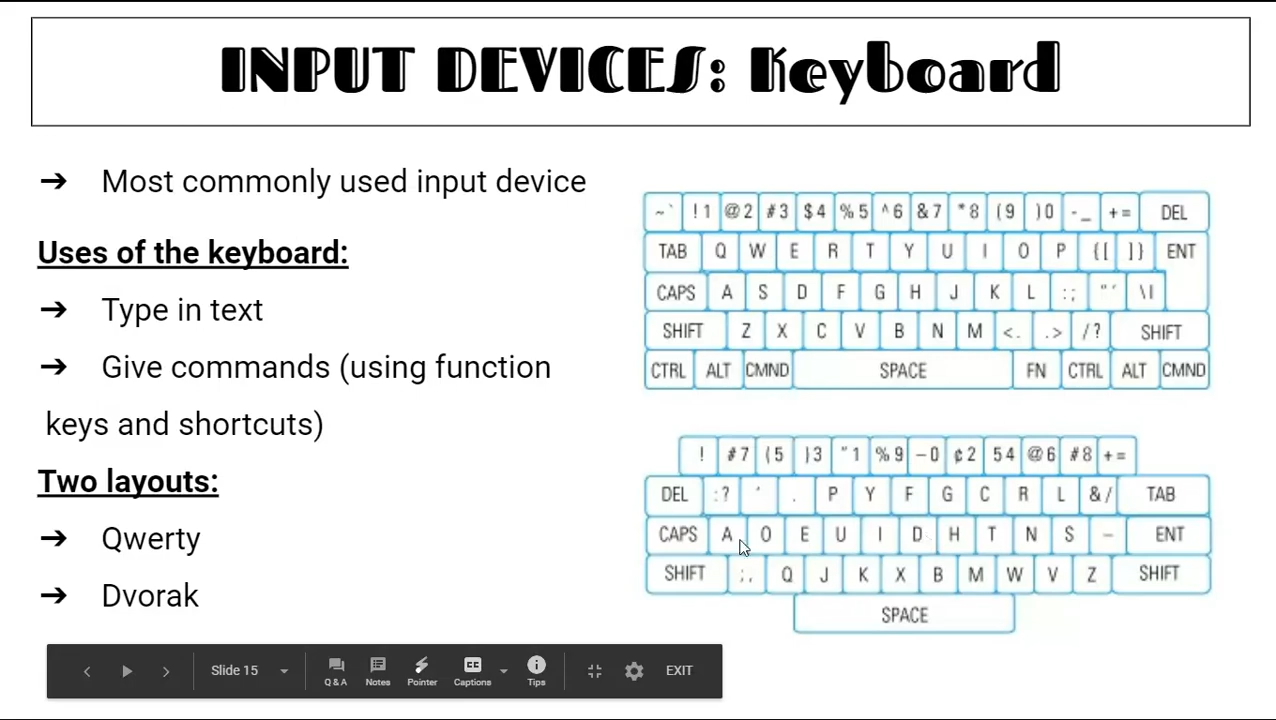 INPUT DEVICES: Keyboard
➔ Most commonly used input device
Uses of the keyboard:
➔ Type in text
➔ Give commands (using function
keys and shortcuts)
Two layouts:
➔ Qwerty
➔ Dvorak
~` !1 @2 #3 $4 %5 ^6 &7 *8 (9 )0 -_ += DEL
TAB Q W E R T Y U I O P {[ ]} ENT
CAPS A S D F G H J K L :; "' \|
SHIFT Z X C V B N M <. .> /? SHIFT
CTRL ALT CMND SPACE FN CTRL ALT CMND
! #7 (5 )3 "1 %9 –0 ¢2 54 @6 #8 +=
DEL :? ' . P Y F G C R L &/ TAB
CAPS A O E U I D H T N S – ENT
SHIFT ;, Q J K X B M W V Z SHIFT
SPACE
Slide 15 Q & A Notes Pointer CC Captions Tips EXIT